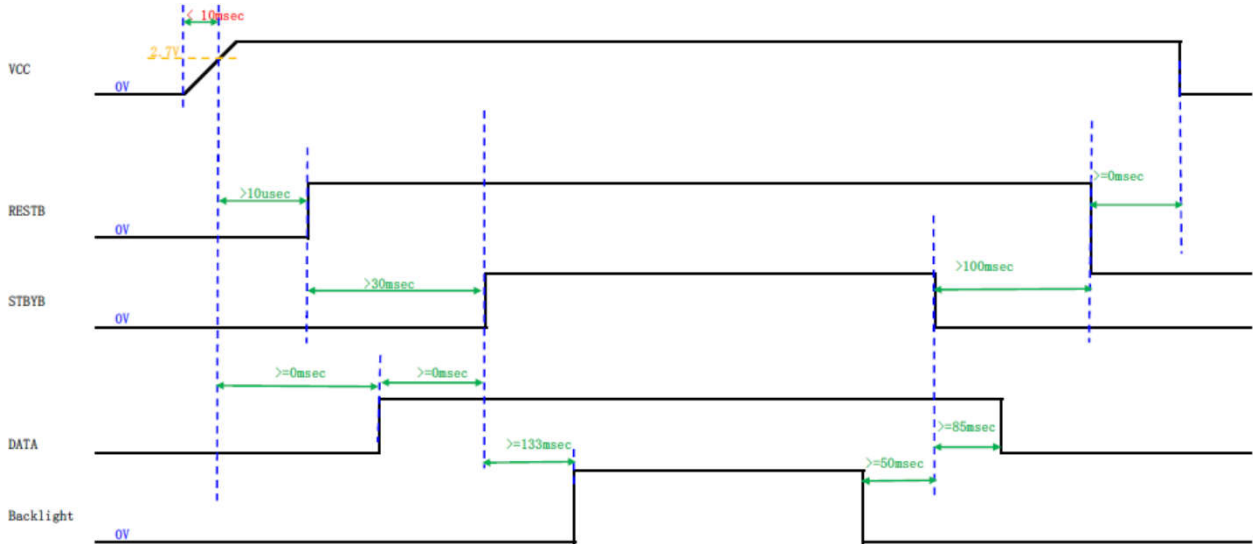 < 10msec
2.7V
VCC
0V
>10usec
>=0msec
RESTB
0V
>30msec
>100msec
STBYB
0V
>=0msec
>=0msec
DATA
>=133msec
>=85msec
>=50msec
Backlight
0V